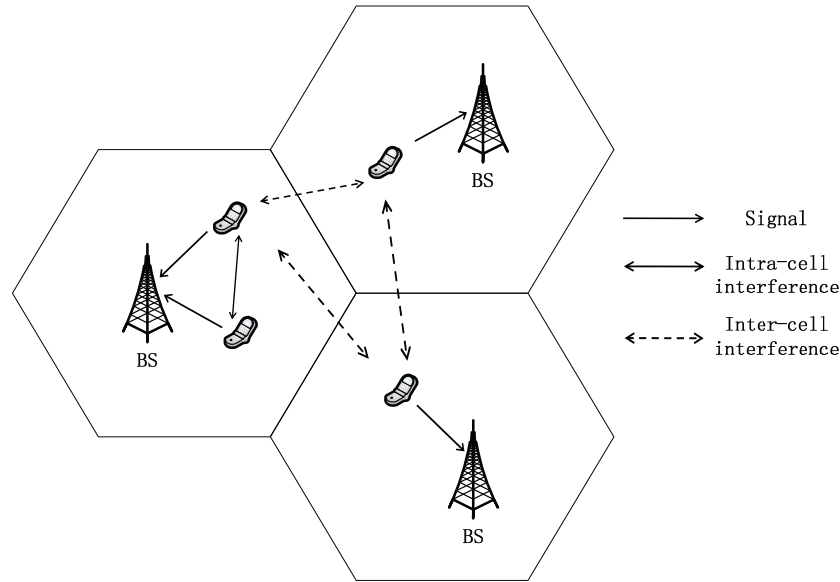 BS
Signal
Intra-cell
interference
Inter-cell
interference
BS
BS